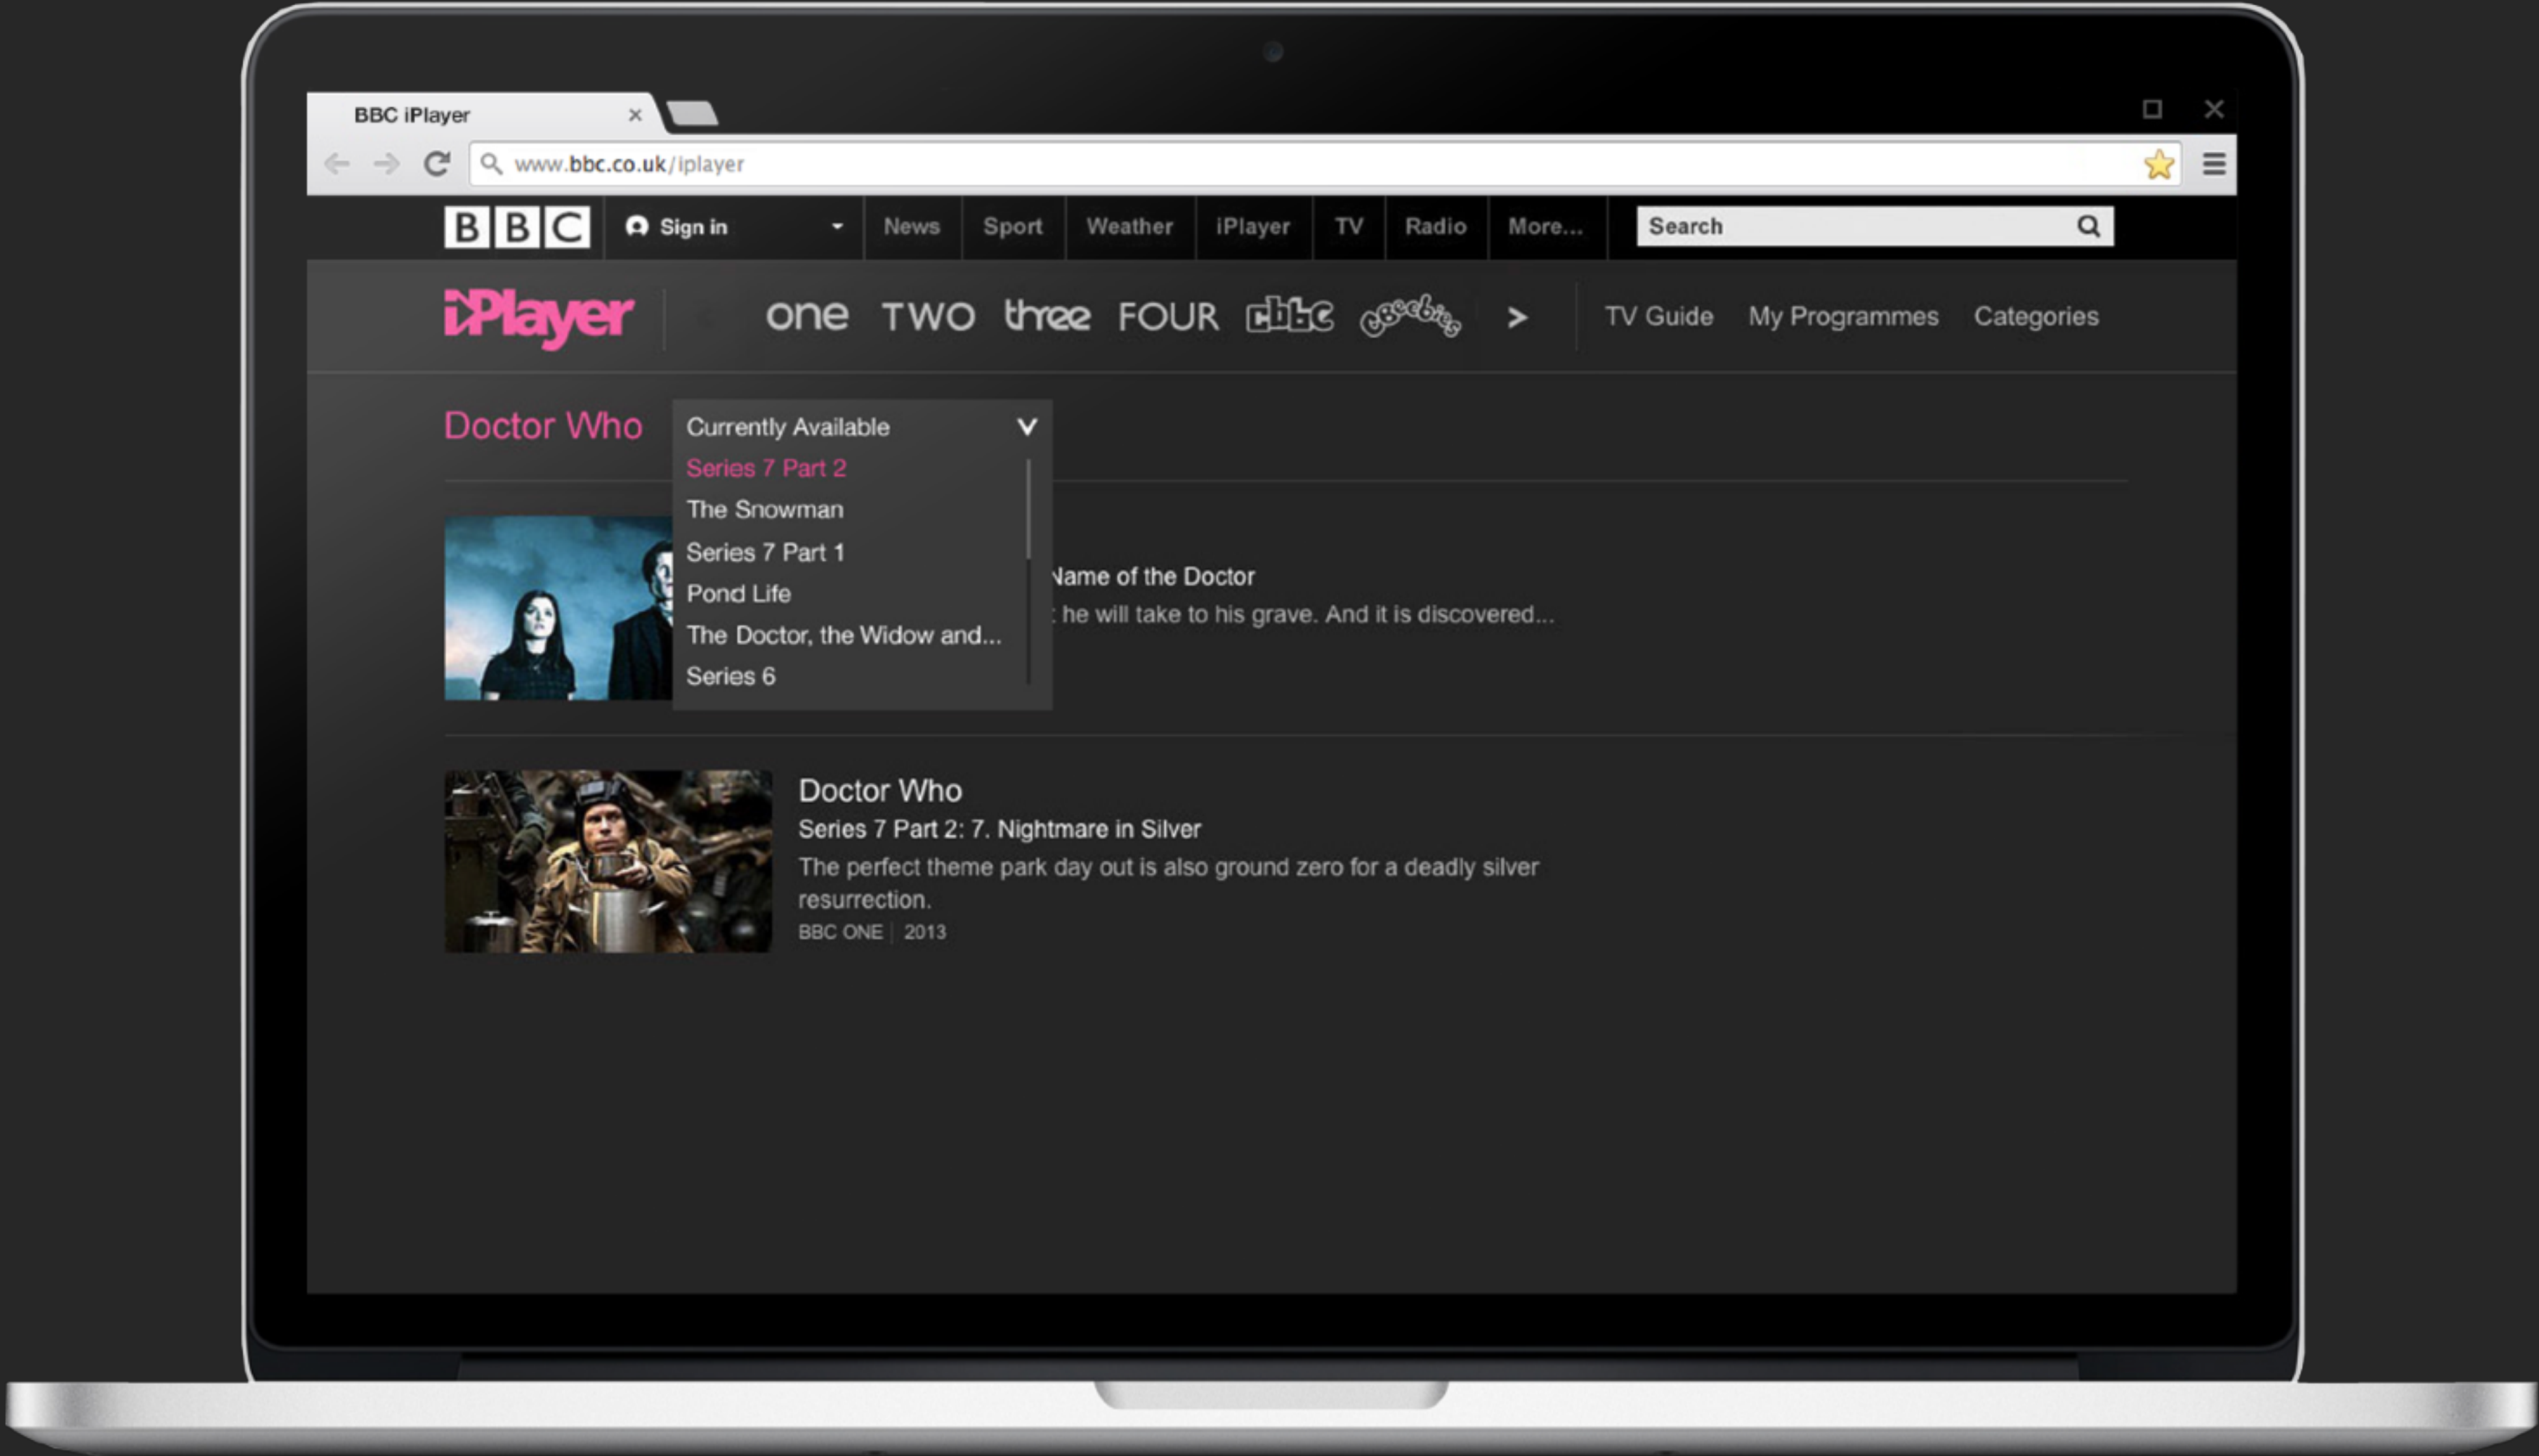 BBC iPlayer
www.bbc.co.uk/iplayer
BBC Sign in News Sport Weather iPlayer TV Radio More... Search
iPlayer one TWO three FOUR cbbc cBeebies > TV Guide My Programmes Categories
Doctor Who
Currently Available
Series 7 Part 2
The Snowman
Series 7 Part 1
Pond Life
The Doctor, the Widow and...
Series 6
Name of the Doctor
he will take to his grave. And it is discovered...
Doctor Who
Series 7 Part 2: 7. Nightmare in Silver
The perfect theme park day out is also ground zero for a deadly silver
resurrection.
BBC ONE 2013